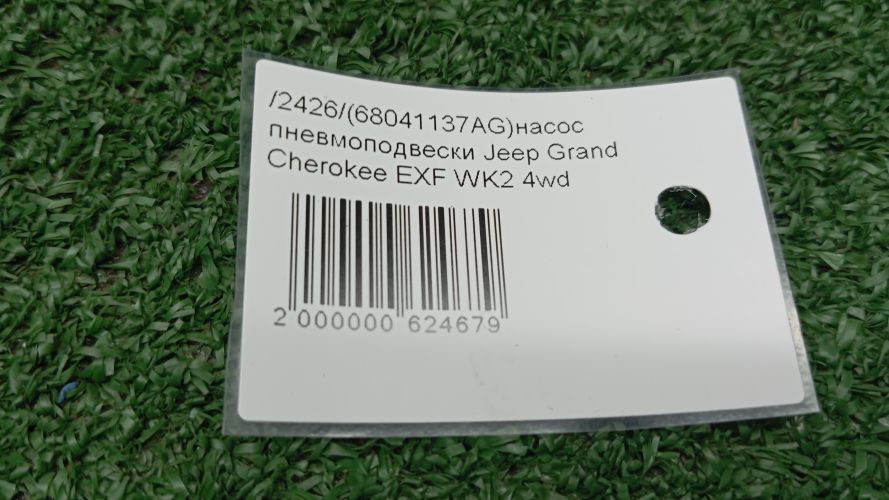 /2426/(68041137AG)насос
пневмоподвески Jeep Grand
Cherokee EXF WK2 4wd
2 000000 624679